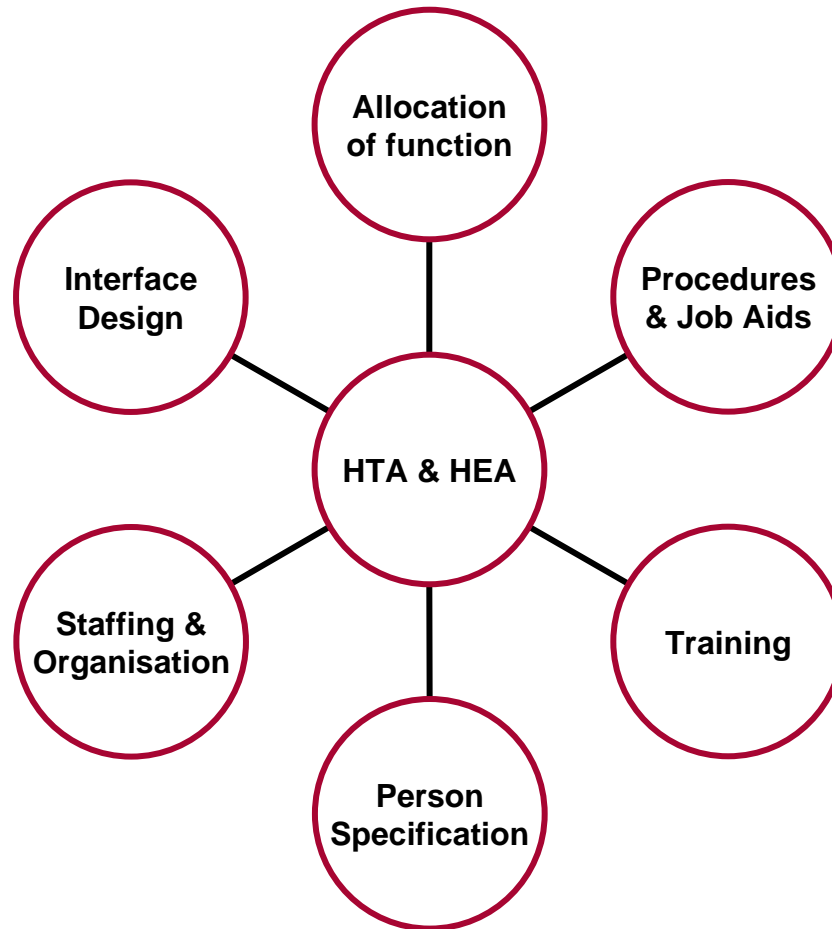 Allocation
of function
Interface
Design
Procedures
& Job Aids
HTA & HEA
Staffing &
Organisation
Training
Person
Specification